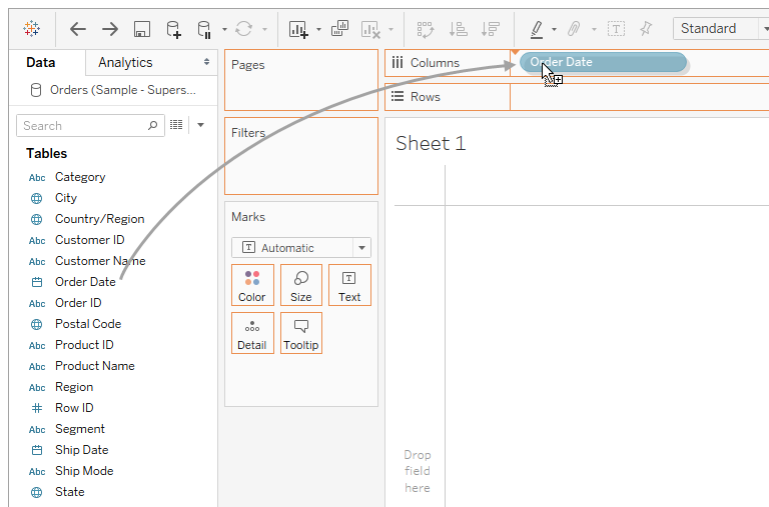 Standard
Data
Analytics
Orders (Sample - Supers...
Search
Tables
Abc Category
City
Country/Region
Abc Customer ID
Abc Customer Name
Order Date
Abc Order ID
Postal Code
Abc Product ID
Abc Product Name
Abc Region
# Row ID
Abc Segment
Ship Date
Abc Ship Mode
State
Pages
Filters
Marks
T Automatic
Color
Size
T
Text
Detail
Tooltip
Columns
Order Date
Rows
Sheet 1
Drop
field
here